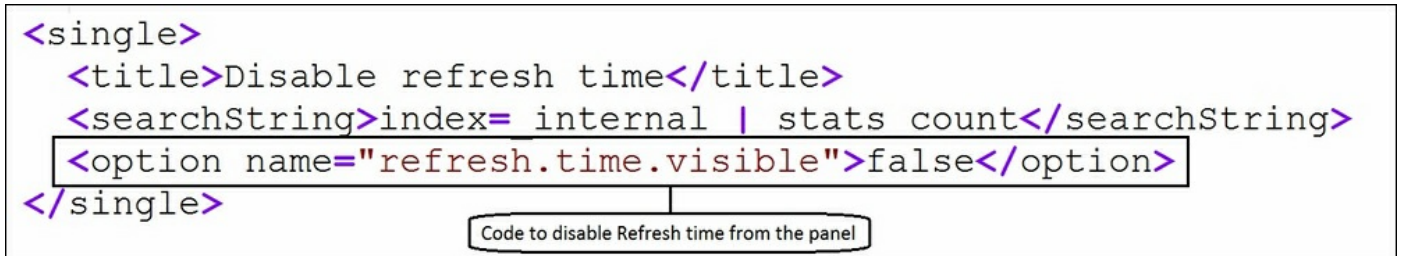 <single>
<title>Disable refresh time</title>
<searchString>index=_internal | stats count</searchString>
<option name="refresh.time.visible">false</option>
</single>
Code to disable Refresh time from the panel